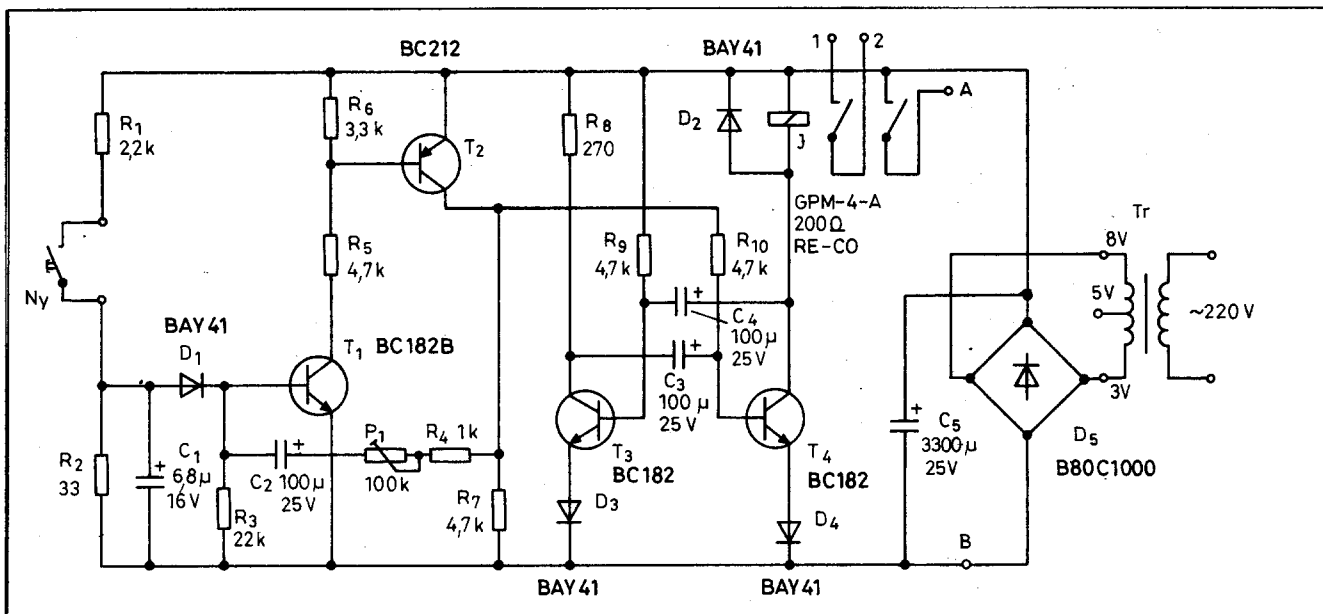 BC212
BAY41
1
2
A
R1
2,2k
R6
3,3k
T2
R8
270
D2
J
GPM-4-A
200Ω
RE-CO
Tr
8V
5V
3V
~220V
Ny
R5
4,7k
R9
4,7k
R10
4,7k
C4
100µ
25V
C3
100µ
25V
BAY41
D1
T1
BC182B
R2
33
C1
6,8µ
16V
R3
22k
C2
100µ
25V
P1
100k
R4 1k
R7
4,7k
T3
BC182
T4
BC182
D3
D4
C5
3300µ
25V
D5
B80C1000
B
BAY41
BAY41